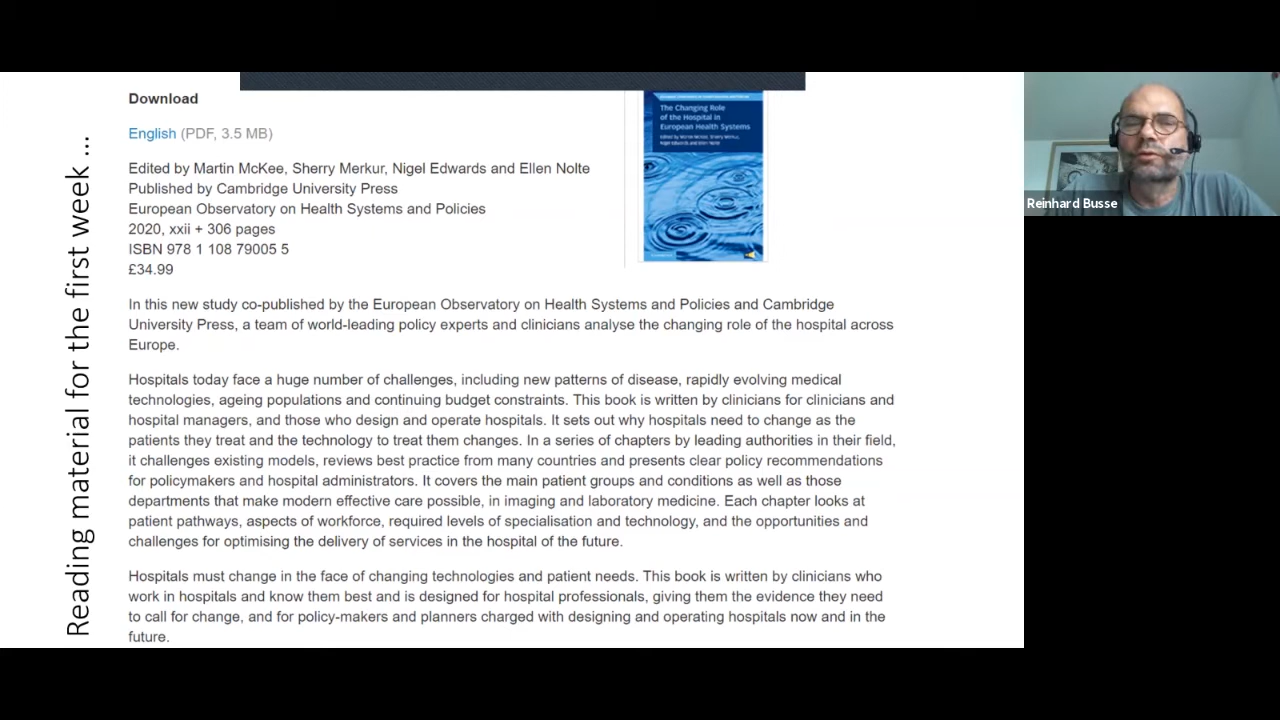 Reading material for the first week ...
Download
English (PDF, 3.5 MB)
Edited by Martin McKee, Sherry Merkur, Nigel Edwards and Ellen Nolte
Published by Cambridge University Press
European Observatory on Health Systems and Policies
2020, xxii + 306 pages
ISBN 978 1 108 79005 5
£34.99
The Changing Role
of the Hospital in
European Health Systems
In this new study co-published by the European Observatory on Health Systems and Policies and Cambridge
University Press, a team of world-leading policy experts and clinicians analyse the changing role of the hospital across
Europe.
Hospitals today face a huge number of challenges, including new patterns of disease, rapidly evolving medical
technologies, ageing populations and continuing budget constraints. This book is written by clinicians for clinicians and
hospital managers, and those who design and operate hospitals. It sets out why hospitals need to change as the
patients they treat and the technology to treat them changes. In a series of chapters by leading authorities in their field,
it challenges existing models, reviews best practice from many countries and presents clear policy recommendations
for policymakers and hospital administrators. It covers the main patient groups and conditions as well as those
departments that make modern effective care possible, in imaging and laboratory medicine. Each chapter looks at
patient pathways, aspects of workforce, required levels of specialisation and technology, and the opportunities and
challenges for optimising the delivery of services in the hospital of the future.
Hospitals must change in the face of changing technologies and patient needs. This book is written by clinicians who
work in hospitals and know them best and is designed for hospital professionals, giving them the evidence they need
to call for change, and for policy-makers and planners charged with designing and operating hospitals now and in the
future.
Reinhard Busse